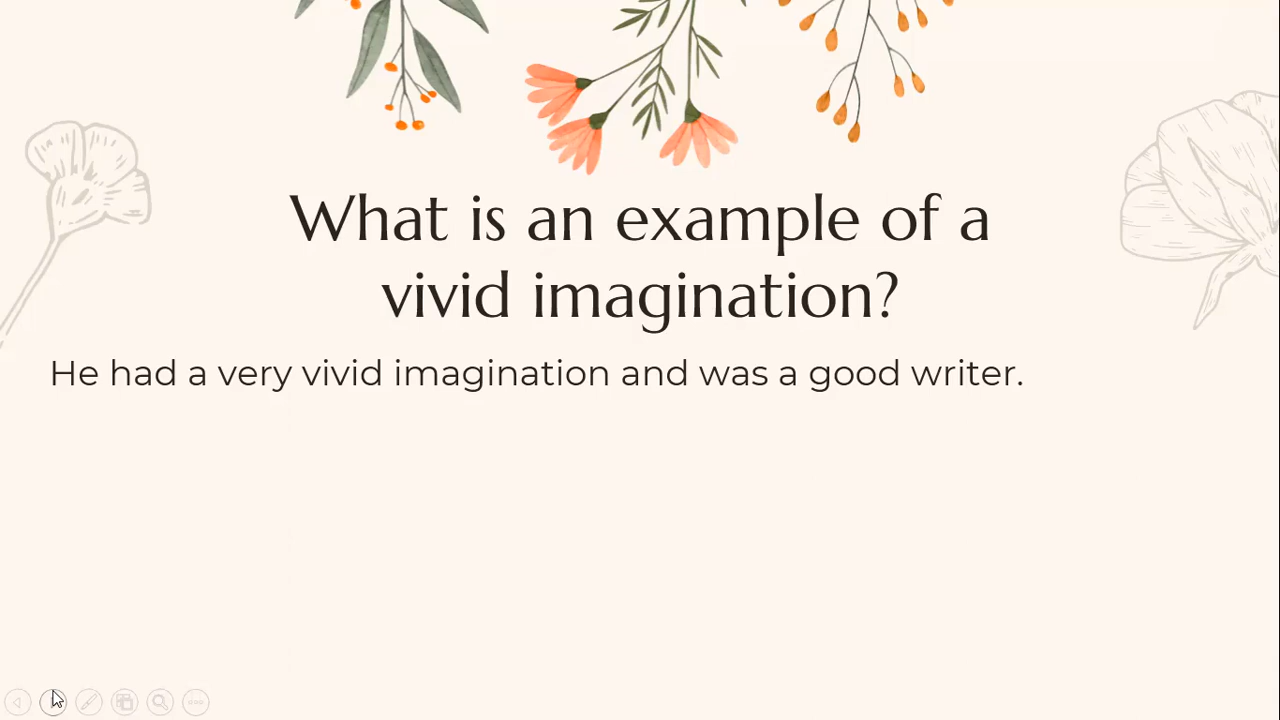 What is an example of a
vivid imagination?
He had a very vivid imagination and was a good writer.